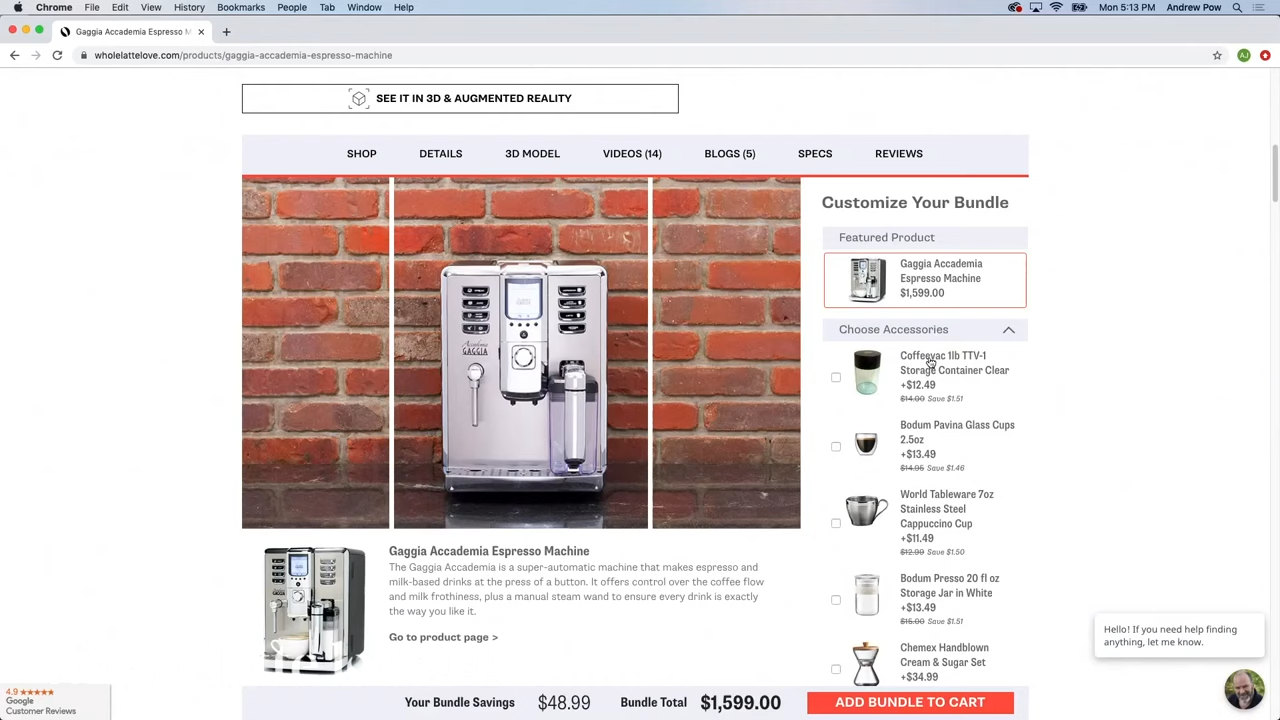 Chrome File Edit View History Bookmarks People Tab Window Help Mon 5:13 PM Andrew Pow
Gaggia Accademia Espresso M
wholelattelove.com/products/gaggia-accademia-espresso-machine
AJ
SEE IT IN 3D & AUGMENTED REALITY
SHOP DETAILS 3D MODEL VIDEOS (14) BLOGS (5) SPECS REVIEWS
Customize Your Bundle
Featured Product
Gaggia Accademia
Espresso Machine
$1,599.00
Choose Accessories
Coffeevac 1lb TTV-1
Storage Container Clear
+$12.49
$14.00 Save $1.51
Bodum Pavina Glass Cups
2.5oz
+$13.49
$14.95 Save $1.46
World Tableware 7oz
Stainless Steel
Cappuccino Cup
+$11.49
$12.99 Save $1.50
Bodum Presso 20 fl oz
Storage Jar in White
+$13.49
$15.00 Save $1.51
Chemex Handblown
Cream & Sugar Set
+$34.99
GAGGIA
Gaggia Accademia Espresso Machine
The Gaggia Accademia is a super-automatic machine that makes espresso and
milk-based drinks at the press of a button. It offers control over the coffee flow
and milk frothiness, plus a manual steam wand to ensure every drink is exactly
the way you like it.
Go to product page >
Hello! If you need help finding
anything, let me know.
4.9 ★★★★★
Google
Customer Reviews
Your Bundle Savings $48.99 Bundle Total $1,599.00 ADD BUNDLE TO CART